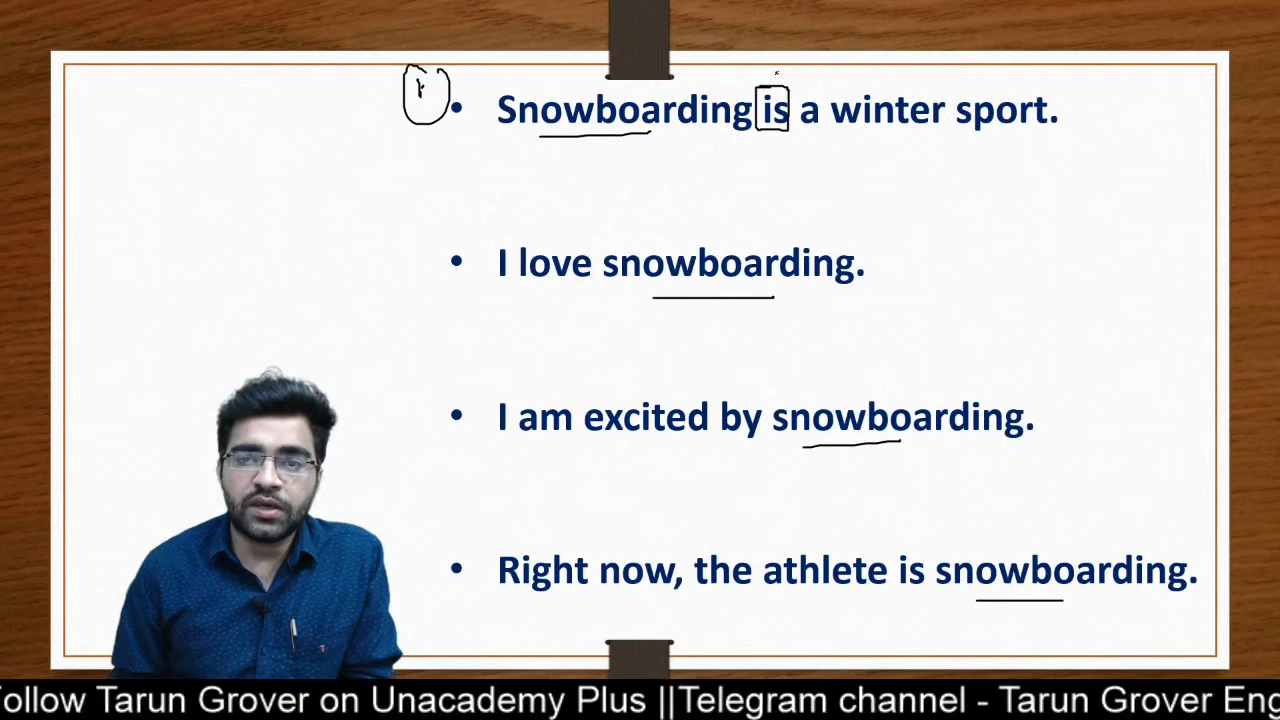 • Snowboarding is a winter sport.
• I love snowboarding.
• I am excited by snowboarding.
• Right now, the athlete is snowboarding.
ollow Tarun Grover on Unacademy Plus ||Telegram channel - Tarun Grover Eng